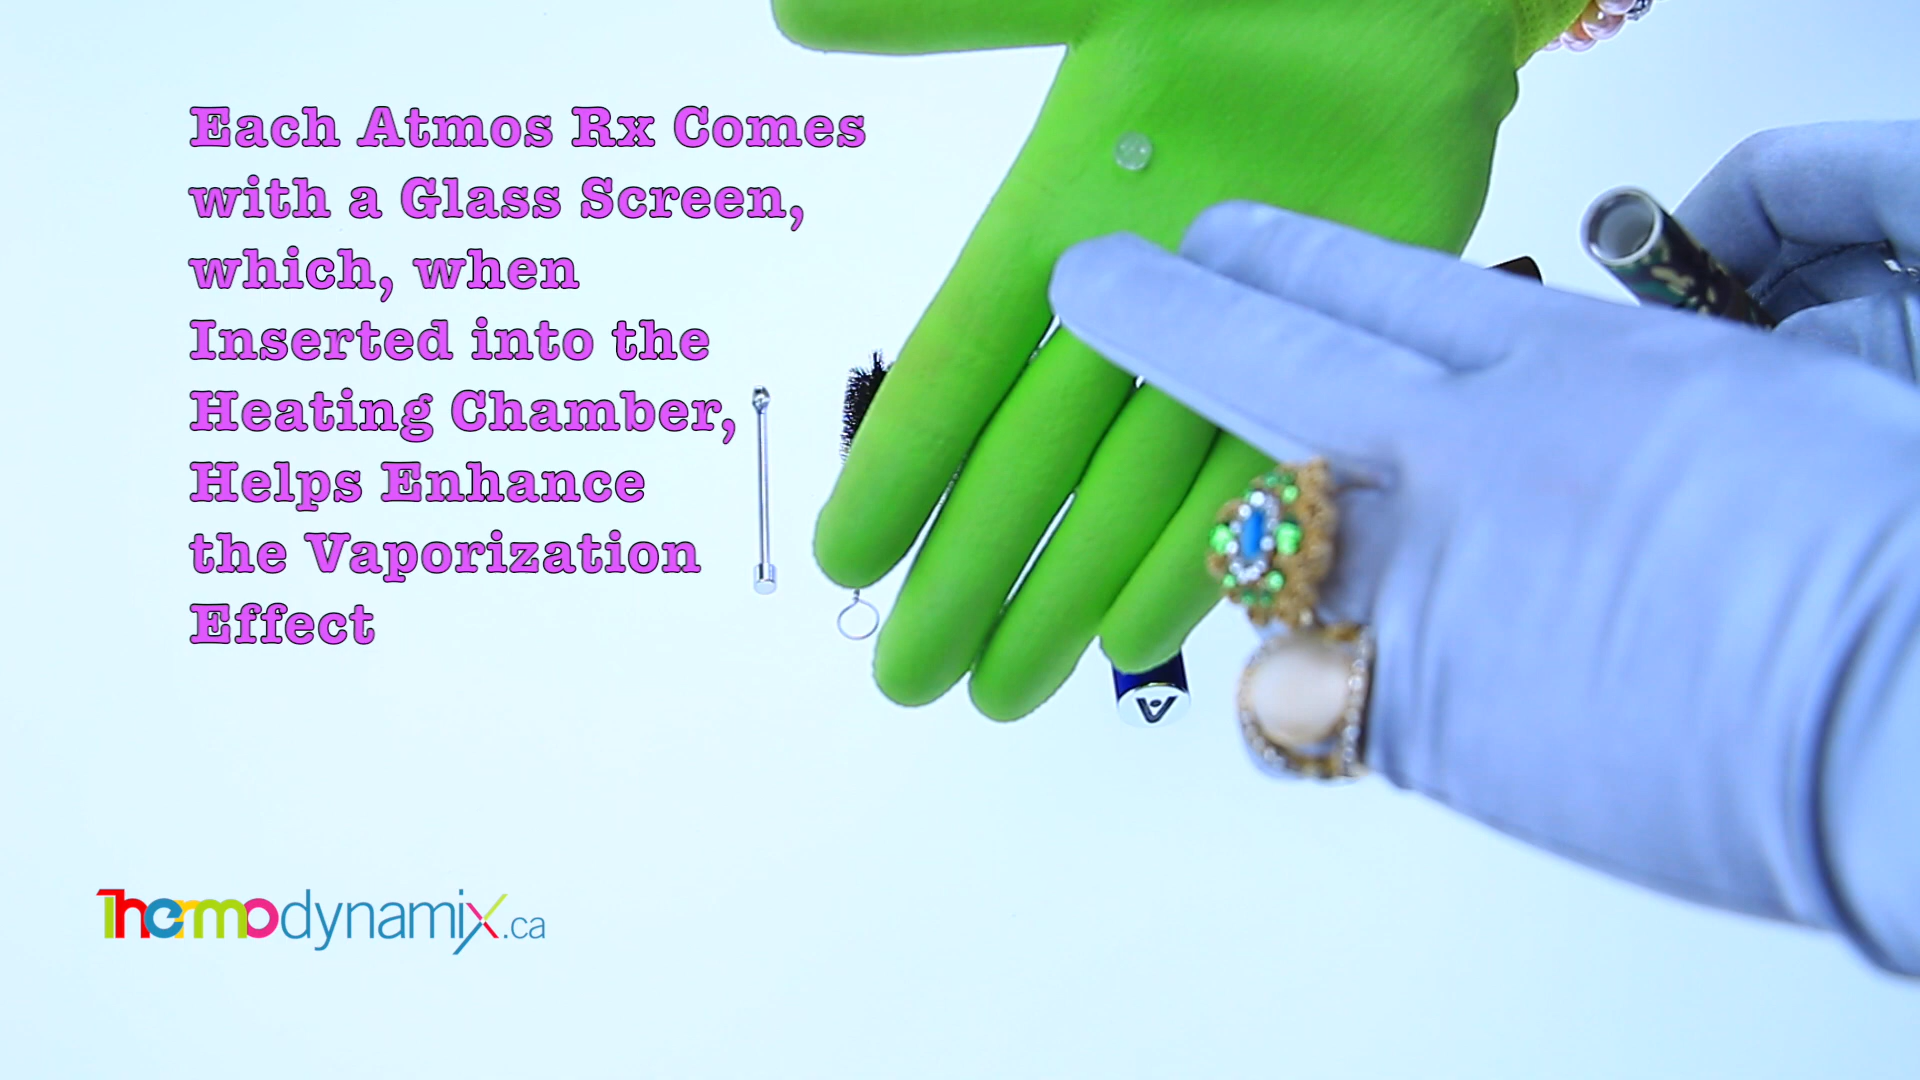 Each Atmos Rx Comes
with a Glass Screen,
which, when
Inserted into the
Heating Chamber,
Helps Enhance
the Vaporization
Effect
Thermodynamix.ca